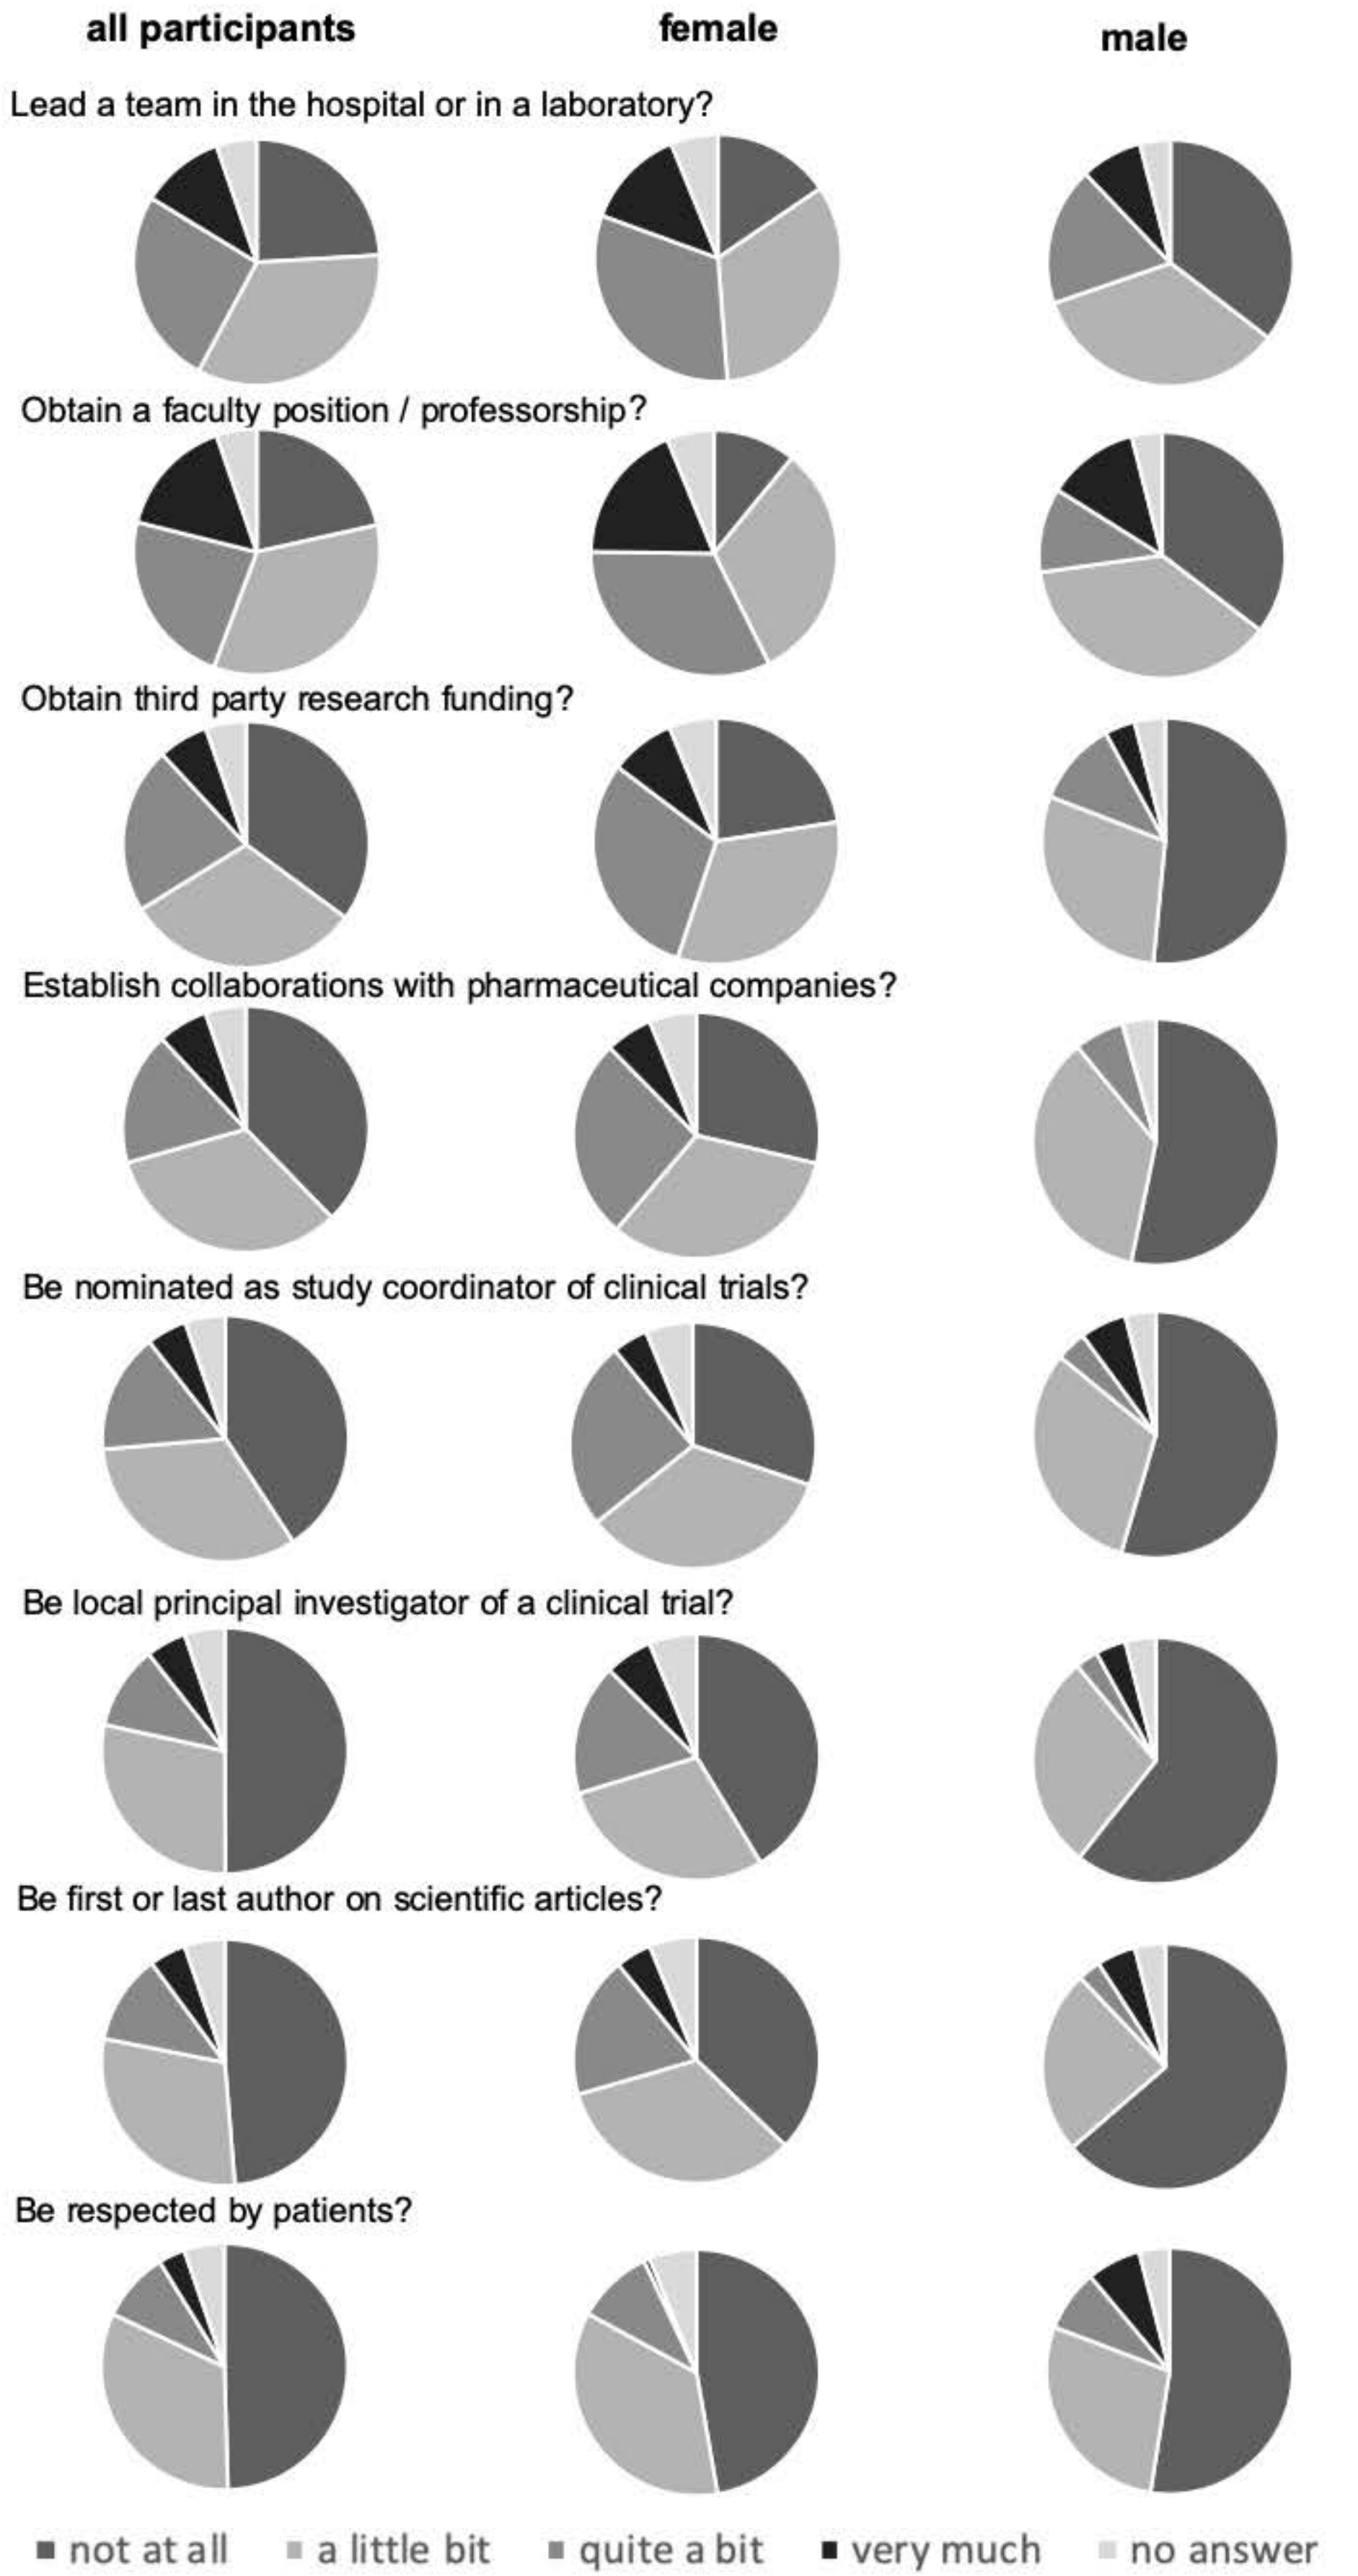 all participants female male
Lead a team in the hospital or in a laboratory?
Obtain a faculty position / professorship?
Obtain third party research funding?
Establish collaborations with pharmaceutical companies?
Be nominated as study coordinator of clinical trials?
Be local principal investigator of a clinical trial?
Be first or last author on scientific articles?
Be respected by patients?
not at all a little bit quite a bit very much no answer